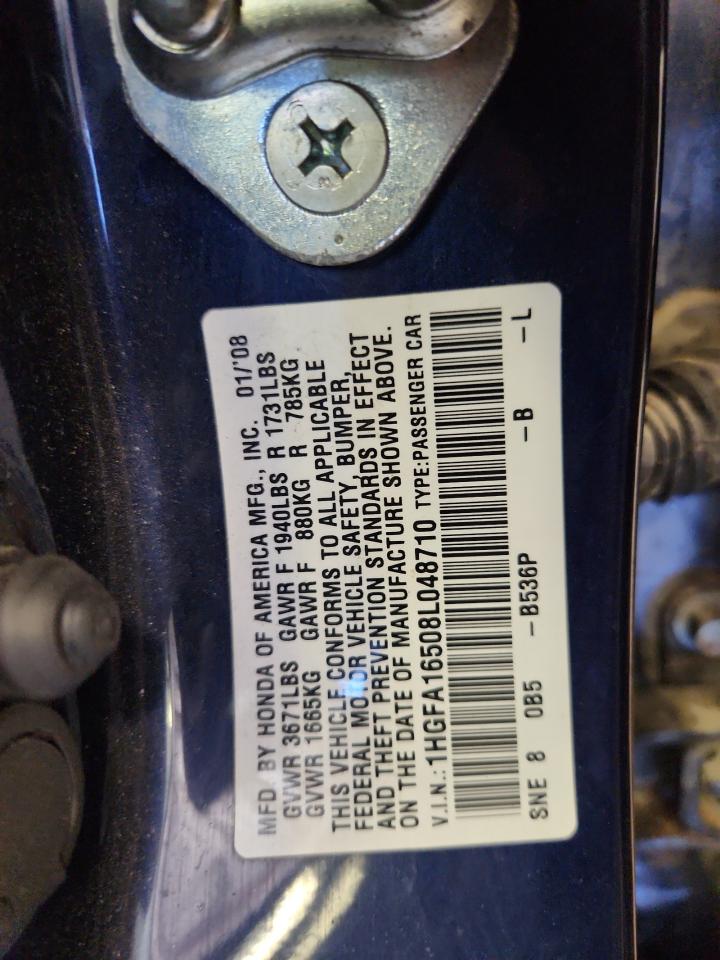 MFD. BY HONDA OF AMERICA MFG., INC. 01/'08
GVWR 3671LBS GAWR F 1940LBS R 1731LBS
GVWR 1665KG GAWR F 880KG R 785KG
THIS VEHICLE CONFORMS TO ALL APPLICABLE
FEDERAL MOTOR VEHICLE SAFETY, BUMPER,
AND THEFT PREVENTION STANDARDS IN EFFECT
ON THE DATE OF MANUFACTURE SHOWN ABOVE.
V.I.N.: 1HGFA16508L048710 TYPE:PASSENGER CAR
SNE 8 0B5 -B536P -B -L